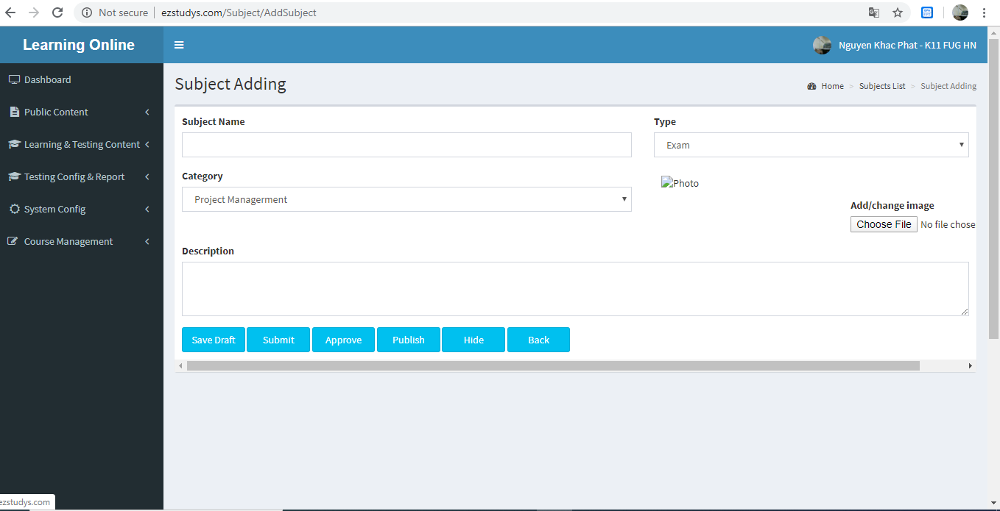 Not secure | ezstudys.com/Subject/AddSubject
Learning Online
Nguyen Khac Phat - K11 FUG HN
Dashboard
Public Content
Learning & Testing Content
Testing Config & Report
System Config
Course Management
Subject Adding
Home > Subjects List > Subject Adding
Subject Name
Type
Exam
Category
Project Managerment
Photo
Add/change image
Choose File No file chose
Description
Save Draft Submit Approve Publish Hide Back
ezstudys.com